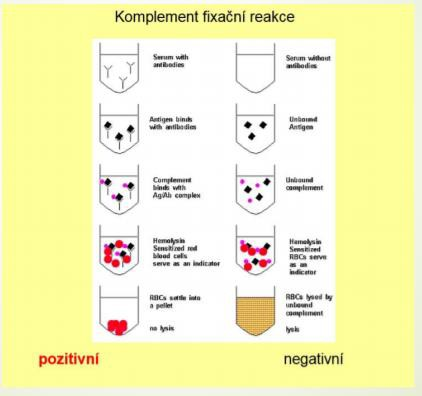 Komplement fixační reakce
Serum with
antibodies
Serum without
antibodies
Antigen binds
with antibodies
Unbound
Antigen
Complement
binds with
Ag/Ab complex
Unbound
complement
Hemolysin
Sensitized red
blood cells
serve as an indicator
Hemolysin
Sensitized
RBCs serve
as an
indicator
RBCs settle into
a pellet
no lysis
RBCs lysed by
unbound
complement
lysis
pozitivní
negativní